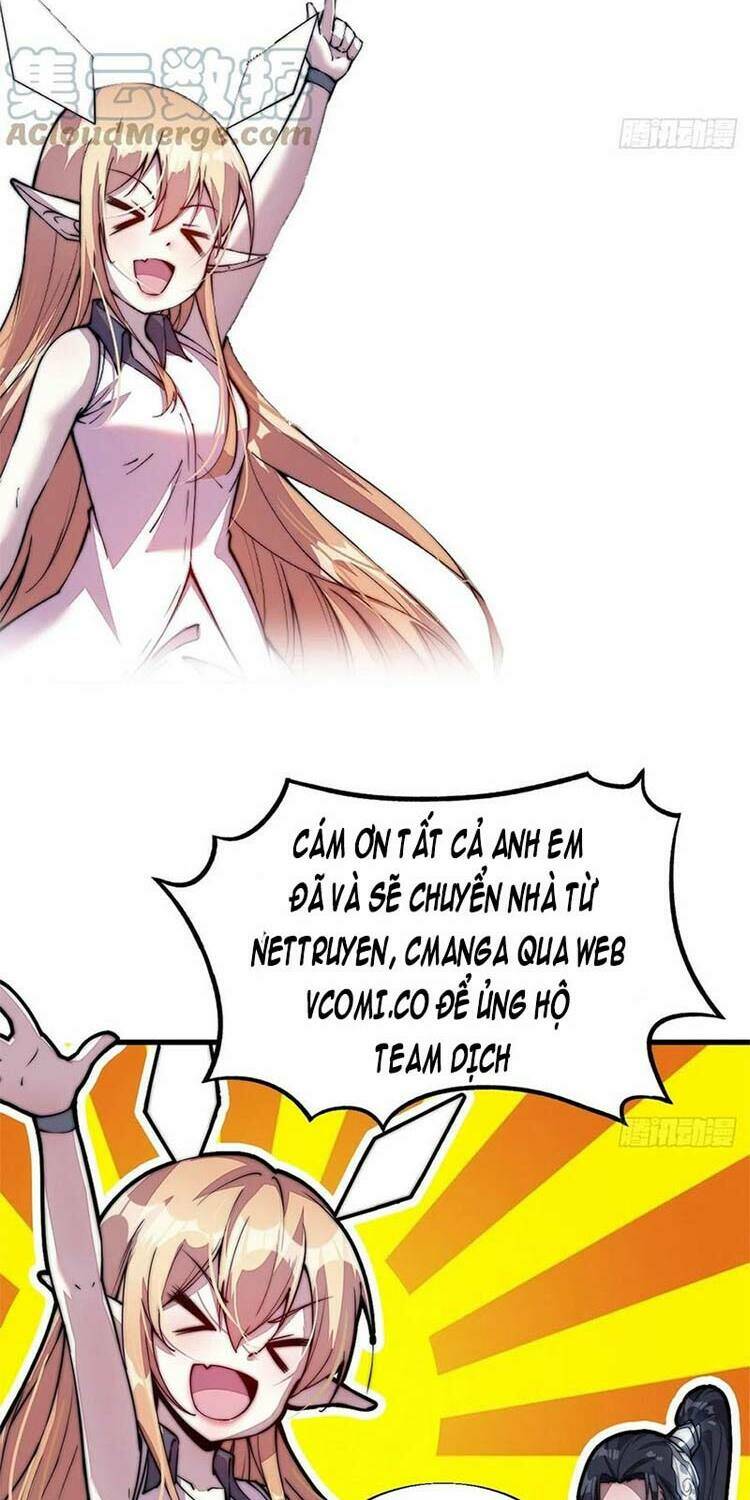 集云数据
ACloudMerge.com
腾讯动漫
CÁM ƠN TẤT CẢ ANH EM
ĐÃ VÀ SẼ CHUYỂN NHÀ TỪ
NETTRUYEN, CMANGA QUA WEB
VCOMI.CO ĐỂ ỦNG HỘ
TEAM DỊCH
腾讯动漫